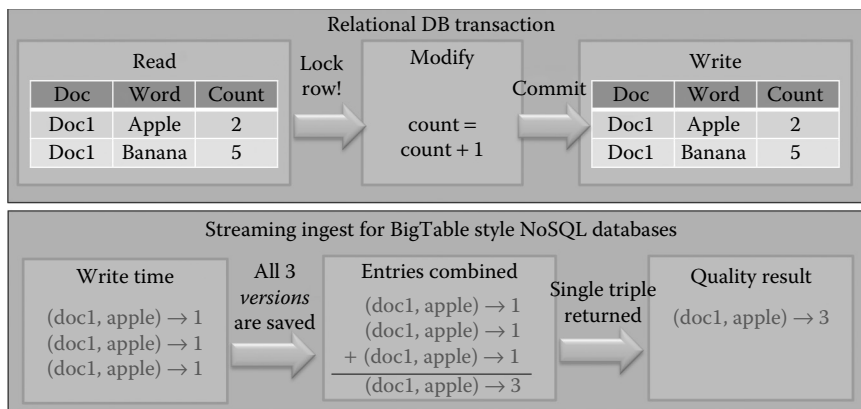 Relational DB transaction
Read
Doc Word Count
Doc1 Apple 2
Doc1 Banana 5
Lock
row!
Modify
count =
count + 1
Commit
Write
Doc Word Count
Doc1 Apple 2
Doc1 Banana 5
Streaming ingest for BigTable style NoSQL databases
Write time
(doc1, apple) → 1
(doc1, apple) → 1
(doc1, apple) → 1
All 3
versions
are saved
Entries combined
(doc1, apple) → 1
(doc1, apple) → 1
+ (doc1, apple) → 1
(doc1, apple) → 3
Single triple
returned
Quality result
(doc1, apple) → 3